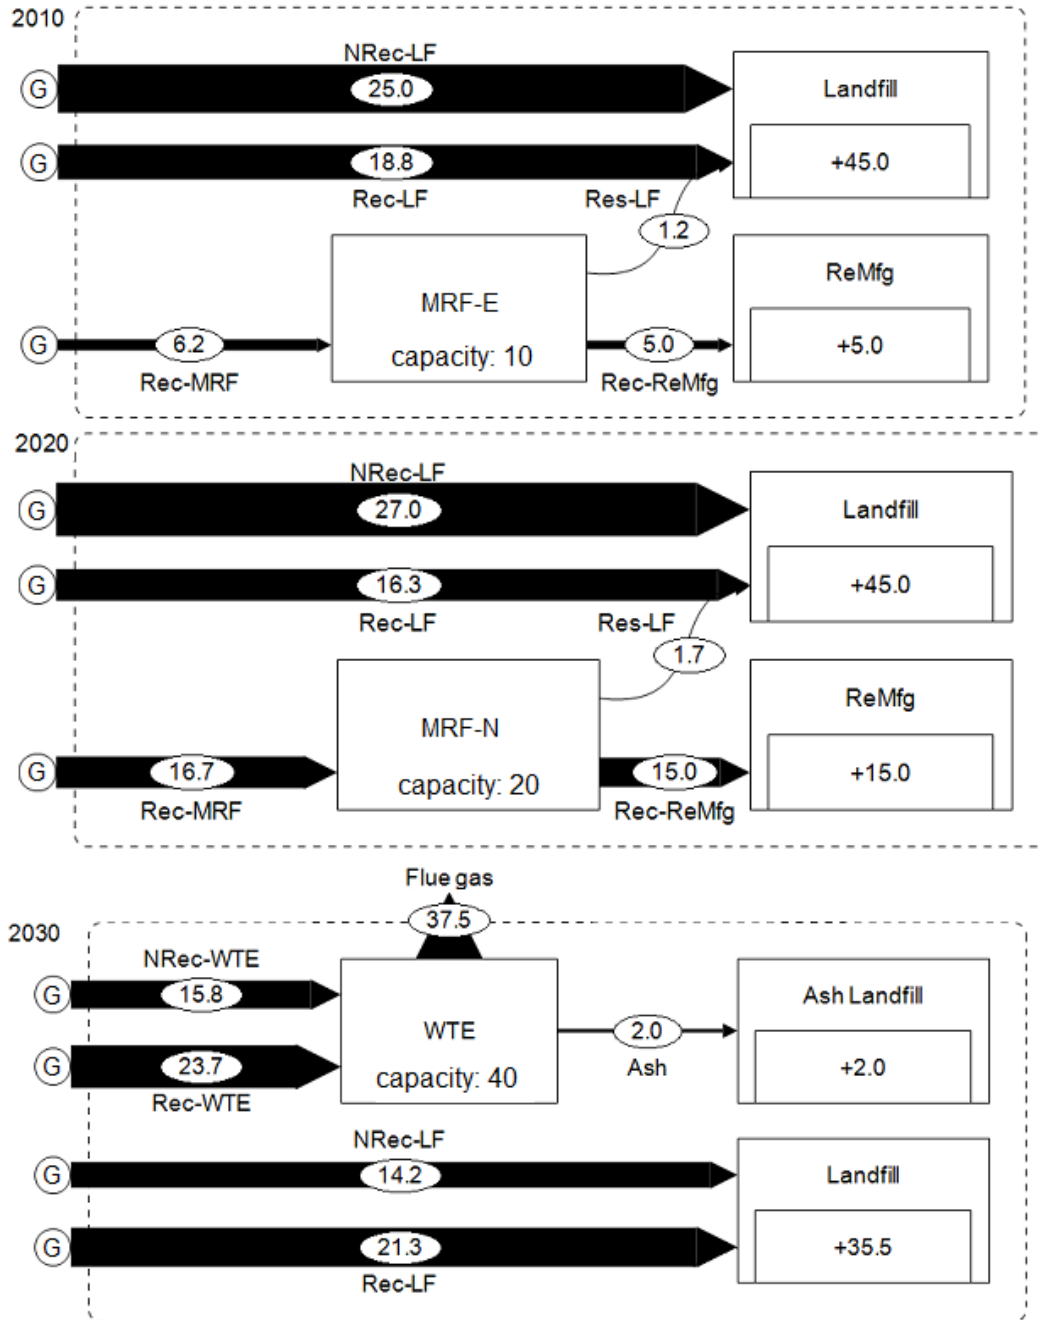 2010
NRec-LF
G
25.0
Landfill
G
18.8
+45.0
Rec-LF
Res-LF
1.2
ReMfg
MRF-E
G
6.2
5.0
+5.0
capacity: 10
Rec-MRF
Rec-ReMfg
2020
NRec-LF
G
27.0
Landfill
G
16.3
+45.0
Rec-LF
Res-LF
1.7
ReMfg
MRF-N
G
16.7
15.0
+15.0
capacity: 20
Rec-MRF
Rec-ReMfg
Flue gas
37.5
2030
NRec-WTE
G
15.8
Ash Landfill
WTE
2.0
G
23.7
Ash
+2.0
capacity: 40
Rec-WTE
NRec-LF
G
14.2
Landfill
G
21.3
+35.5
Rec-LF